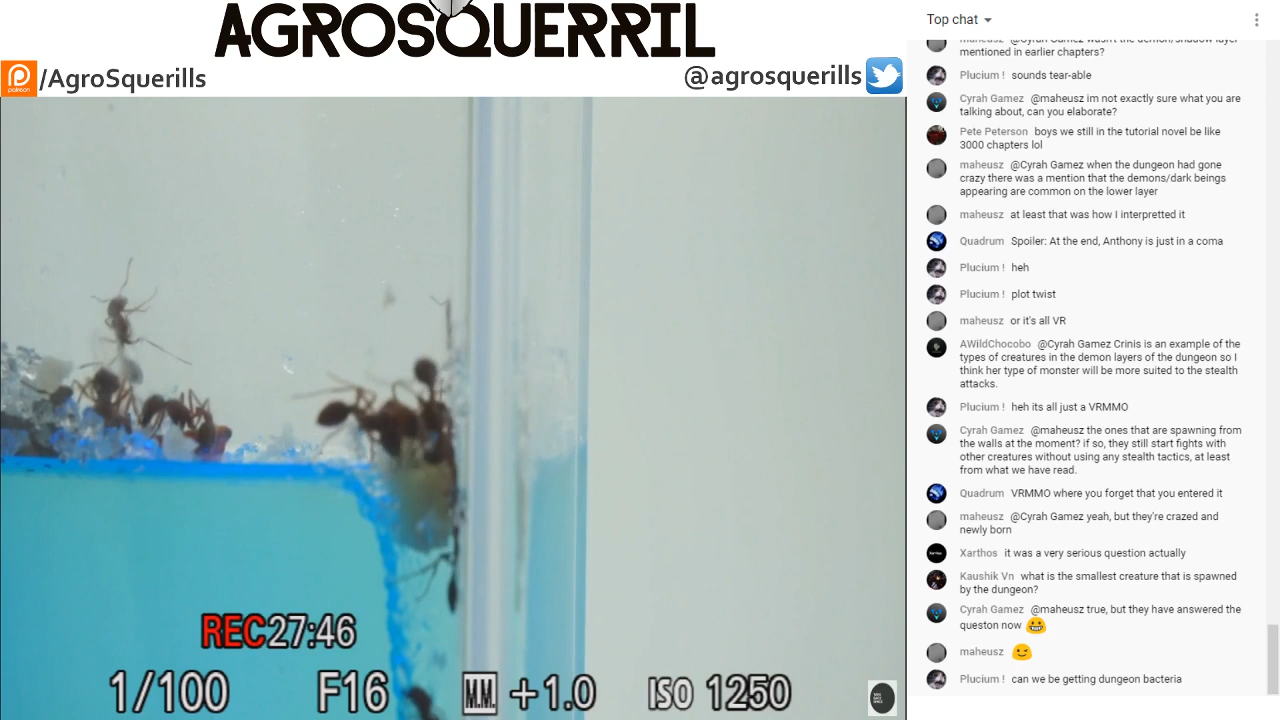 AGROSQUERRIL
/AgroSquerills
@agrosquerills
REC27:46
1/100 F16 M.M. +1.0 ISO 1250
Top chat
maheusz @Cyrah Gamez wasn't the demon/shadow layer
mentioned in earlier chapters?
Plucium ! sounds tear-able
Cyrah Gamez @maheusz im not exactly sure what you are
talking about, can you elaborate?
Pete Peterson boys we still in the tutorial novel be like
3000 chapters lol
maheusz @Cyrah Gamez when the dungeon had gone
crazy there was a mention that the demons/dark beings
appearing are common on the lower layer
maheusz at least that was how I interpretted it
Quadrum Spoiler: At the end, Anthony is just in a coma
Plucium ! heh
Plucium ! plot twist
maheusz or it's all VR
AWildChocobo @Cyrah Gamez Crinis is an example of the
types of creatures in the demon layers of the dungeon so I
think her type of monster will be more suited to the stealth
attacks.
Plucium ! heh its all just a VRMMO
Cyrah Gamez @maheusz the ones that are spawning from
the walls at the moment? if so, they still start fights with
other creatures without using any stealth tactics, at least
from what we have read.
Quadrum VRMMO where you forget that you entered it
maheusz @Cyrah Gamez yeah, but they're crazed and
newly born
Xarthos it was a very serious question actually
Kaushik Vn what is the smallest creature that is spawned
by the dungeon?
Cyrah Gamez @maheusz true, but they have answered the
queston now 😁
maheusz 😉
Plucium ! can we be getting dungeon bacteria